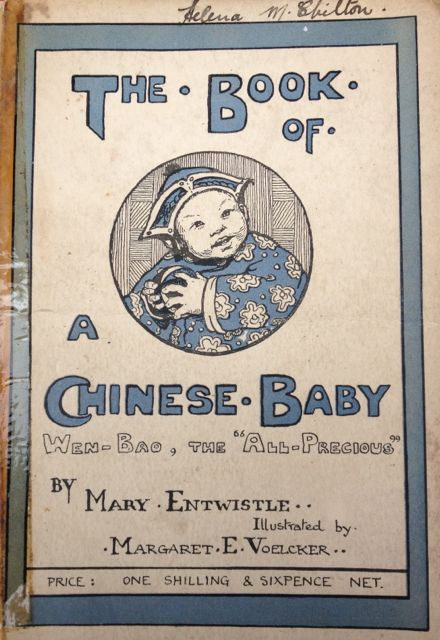 Helena M. Chilton.
THE · BOOK ·
OF ·
A
CHINESE · BABY
WEN-BAO, THE "ALL-PRECIOUS"
BY MARY · ENTWISTLE ··
Illustrated by ·
· MARGARET · E · VOELCKER ··
PRICE : ONE SHILLING & SIXPENCE NET.